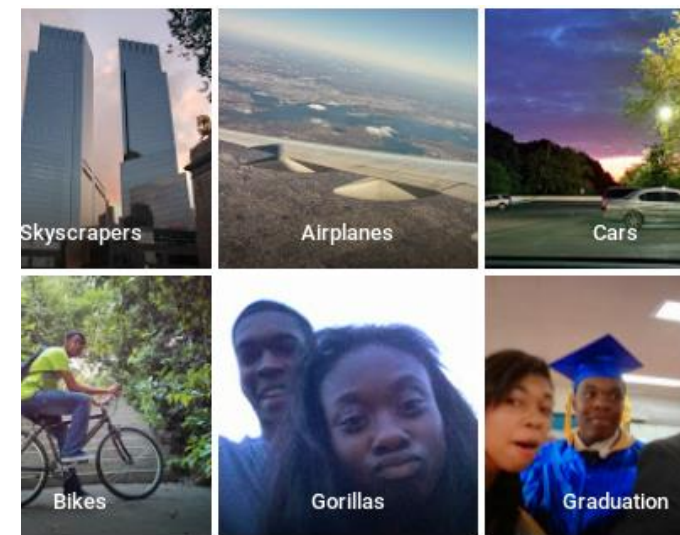 Skyscrapers
Airplanes
Cars
Bikes
Gorillas
Graduation